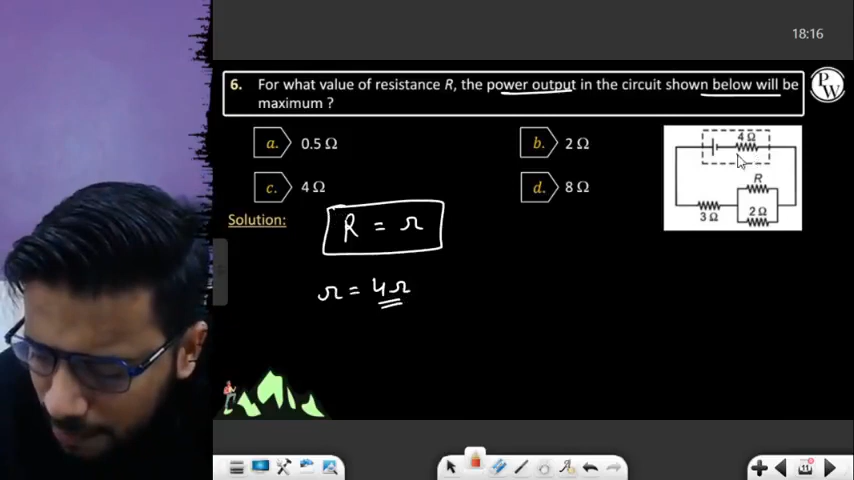 18:16
6. For what value of resistance R, the power output in the circuit shown below will be
maximum ?
P
W
a. 0.5 Ω
b. 2 Ω
c. 4 Ω
d. 8 Ω
4 Ω
R
3 Ω
2 Ω
Solution:
R = r
r = 4Ω
11